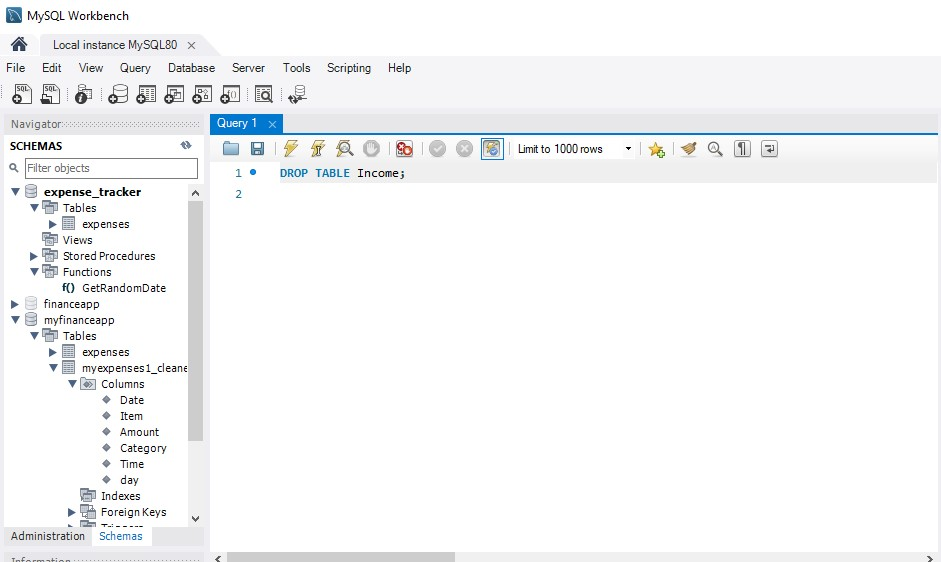 MySQL Workbench
Local instance MySQL80
File Edit View Query Database Server Tools Scripting Help
Navigator
SCHEMAS
Filter objects
expense_tracker
Tables
expenses
Views
Stored Procedures
Functions
f() GetRandomDate
financeapp
myfinanceapp
Tables
expenses
myexpenses1_cleane
Columns
Date
Item
Amount
Category
Time
day
Indexes
Foreign Keys
Triggers
Administration Schemas
Information
Query 1
Limit to 1000 rows
1 DROP TABLE Income;
2